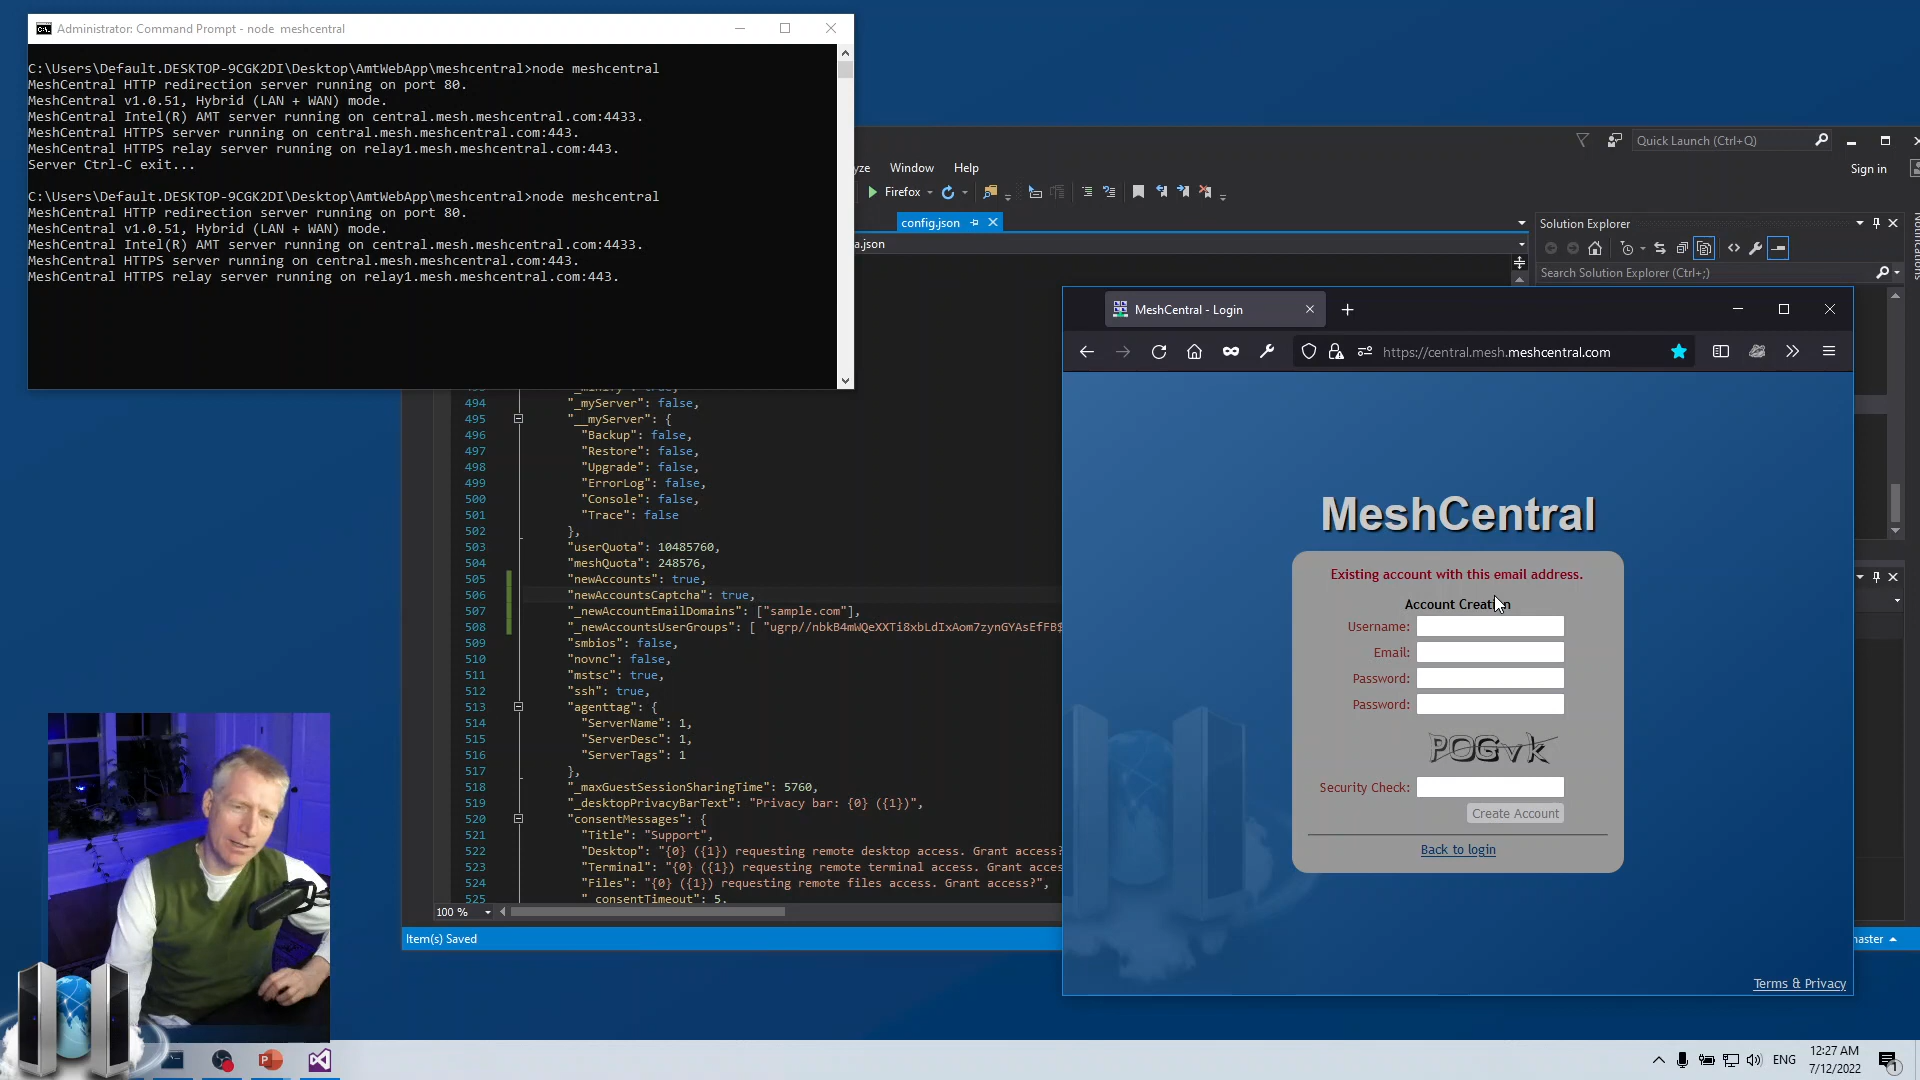 Administrator: Command Prompt - node  meshcentral
C:\Users\Default.DESKTOP-9CGK2DI\Desktop\AmtWebApp\meshcentral>node meshcentral
MeshCentral HTTP redirection server running on port 80.
MeshCentral v1.0.51, Hybrid (LAN + WAN) mode.
MeshCentral Intel(R) AMT server running on central.mesh.meshcentral.com:4433.
MeshCentral HTTPS server running on central.mesh.meshcentral.com:443.
MeshCentral HTTPS relay server running on relay1.mesh.meshcentral.com:443.
Server Ctrl-C exit...
C:\Users\Default.DESKTOP-9CGK2DI\Desktop\AmtWebApp\meshcentral>node meshcentral
MeshCentral HTTP redirection server running on port 80.
MeshCentral v1.0.51, Hybrid (LAN + WAN) mode.
MeshCentral Intel(R) AMT server running on central.mesh.meshcentral.com:4433.
MeshCentral HTTPS server running on central.mesh.meshcentral.com:443.
MeshCentral HTTPS relay server running on relay1.mesh.meshcentral.com:443.
Quick Launch (Ctrl+Q)
yze Window Help
Sign in
Firefox
config.json
a.json
Solution Explorer
Search Solution Explorer (Ctrl+;)
Notifications
494 "_myServer": false,
495 "__myServer": {
496 "Backup": false,
497 "Restore": false,
498 "Upgrade": false,
499 "ErrorLog": false,
500 "Console": false,
501 "Trace": false
502 },
503 "userQuota": 10485760,
504 "meshQuota": 248576,
505 "newAccounts": true,
506 "newAccountsCaptcha": true,
507 "_newAccountEmailDomains": ["sample.com"],
508 "_newAccountsUserGroups": [ "ugrp//nbkB4mWQeXXTi8xbLdIxAom7zynGYAsEfFB$
509 "smbios": false,
510 "novnc": false,
511 "mstsc": true,
512 "ssh": true,
513 "agenttag": {
514 "ServerName": 1,
515 "ServerDesc": 1,
516 "ServerTags": 1
517 },
518 "_maxGuestSessionSharingTime": 5760,
519 "_desktopPrivacyBarText": "Privacy bar: {0} ({1})",
520 "consentMessages": {
521 "Title": "Support",
522 "Desktop": "{0} ({1}) requesting remote desktop access. Grant access?
523 "Terminal": "{0} ({1}) requesting remote terminal access. Grant access?
524 "Files": "{0} ({1}) requesting remote files access. Grant access?",
525 "_consentTimeout": 5,
100 %
Item(s) Saved
master
MeshCentral - Login
https://central.mesh.meshcentral.com
MeshCentral
Existing account with this email address.
Account Creation
Username:
Email:
Password:
Password:
POGvk
Security Check:
Create Account
Back to login
Terms & Privacy
ENG
12:27 AM
7/12/2022
1